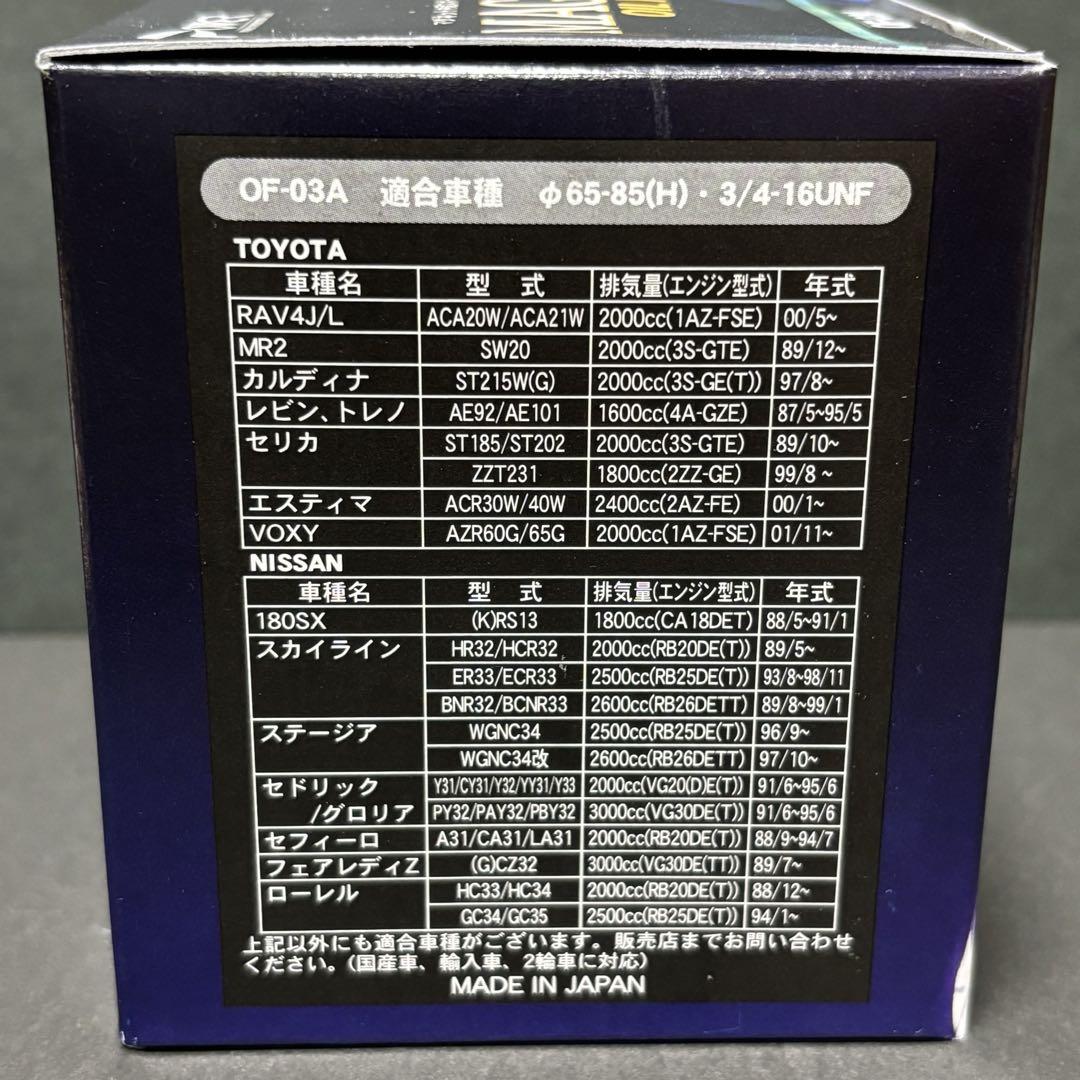 OF-03A 適合車種 φ65-85(H)・3/4-16UNF
TOYOTA
車種名 型 式 排気量(エンジン型式) 年式
RAV4J/L ACA20W/ACA21W 2000cc(1AZ-FSE) 00/5~
MR2 SW20 2000cc(3S-GTE) 89/12~
カルディナ ST215W(G) 2000cc(3S-GE(T)) 97/8~
レビン、トレノ AE92/AE101 1600cc(4A-GZE) 87/5~95/5
セリカ ST185/ST202 2000cc(3S-GTE) 89/10~
ZZT231 1800cc(2ZZ-GE) 99/8 ~
エスティマ ACR30W/40W 2400cc(2AZ-FE) 00/1~
VOXY AZR60G/65G 2000cc(1AZ-FSE) 01/11~
NISSAN
車種名 型 式 排気量(エンジン型式) 年式
180SX (K)RS13 1800cc(CA18DET) 88/5~91/1
スカイライン HR32/HCR32 2000cc(RB20DE(T)) 89/5~
ER33/ECR33 2500cc(RB25DE(T)) 93/8~98/11
BNR32/BCNR33 2600cc(RB26DETT) 89/8~99/1
ステージア WGNC34 2500cc(RB25DE(T)) 96/9~
WGNC34改 2600cc(RB26DETT) 97/10~
セドリック Y31/CY31/Y32/YY31/Y33 2000cc(VG20(D)E(T)) 91/6~95/6
/グロリア PY32/PAY32/PBY32 3000cc(VG30DE(T)) 91/6~95/6
セフィーロ A31/CA31/LA31 2000cc(RB20DE(T)) 88/9~94/7
フェアレディZ (G)CZ32 3000cc(VG30DE(TT)) 89/7~
ローレル HC33/HC34 2000cc(RB20DE(T)) 88/12~
GC34/GC35 2500cc(RB25DE(T)) 94/1~
上記以外にも適合車種がございます。販売店までお問い合わせ
ください。(国産車、輸入車、2輪車に対応)
MADE IN JAPAN